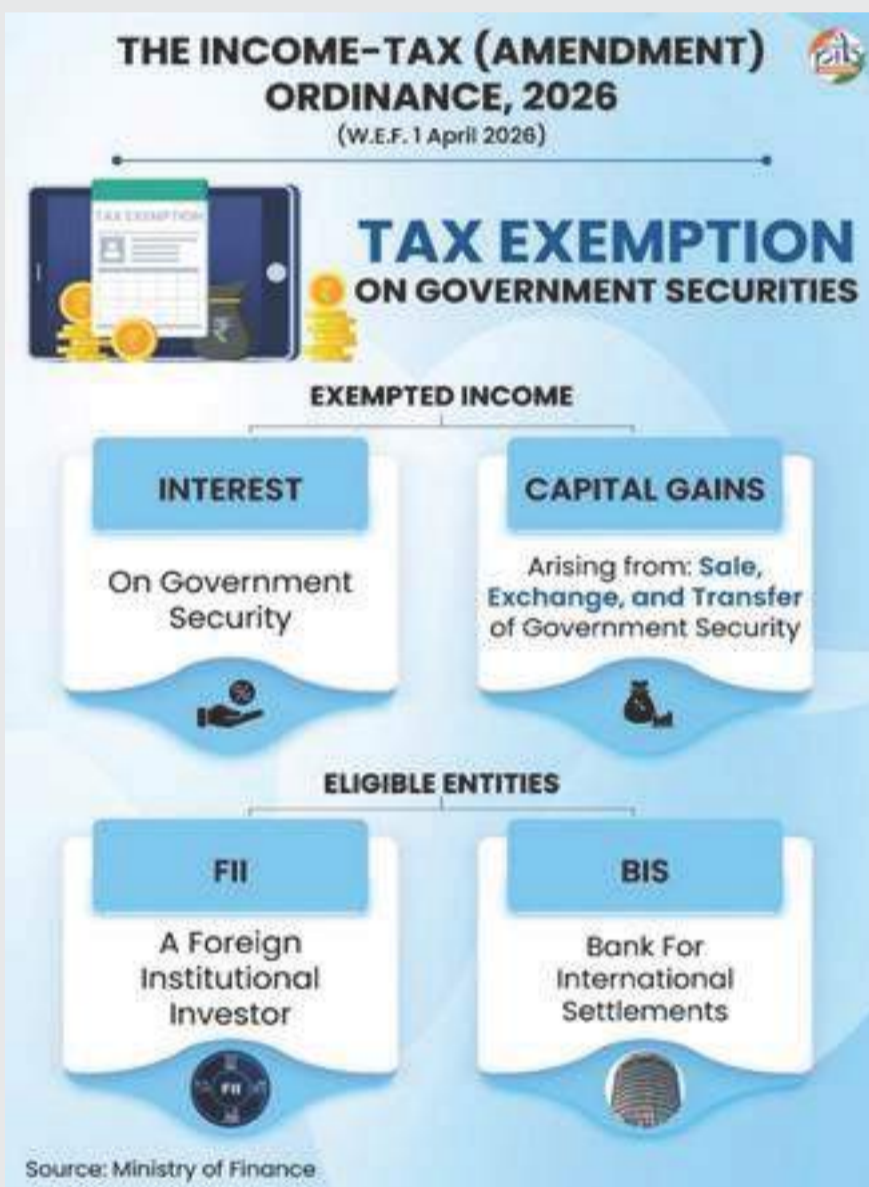 THE INCOME-TAX (AMENDMENT)
ORDINANCE, 2026
(W.E.F. 1 April 2026)
TAX EXEMPTION
TAX EXEMPTION
ON GOVERNMENT SECURITIES
EXEMPTED INCOME
INTEREST
On Government
Security
CAPITAL GAINS
Arising from: Sale,
Exchange, and Transfer
of Government Security
ELIGIBLE ENTITIES
FII
A Foreign
Institutional
Investor
FII
BIS
Bank For
International
Settlements
Source: Ministry of Finance